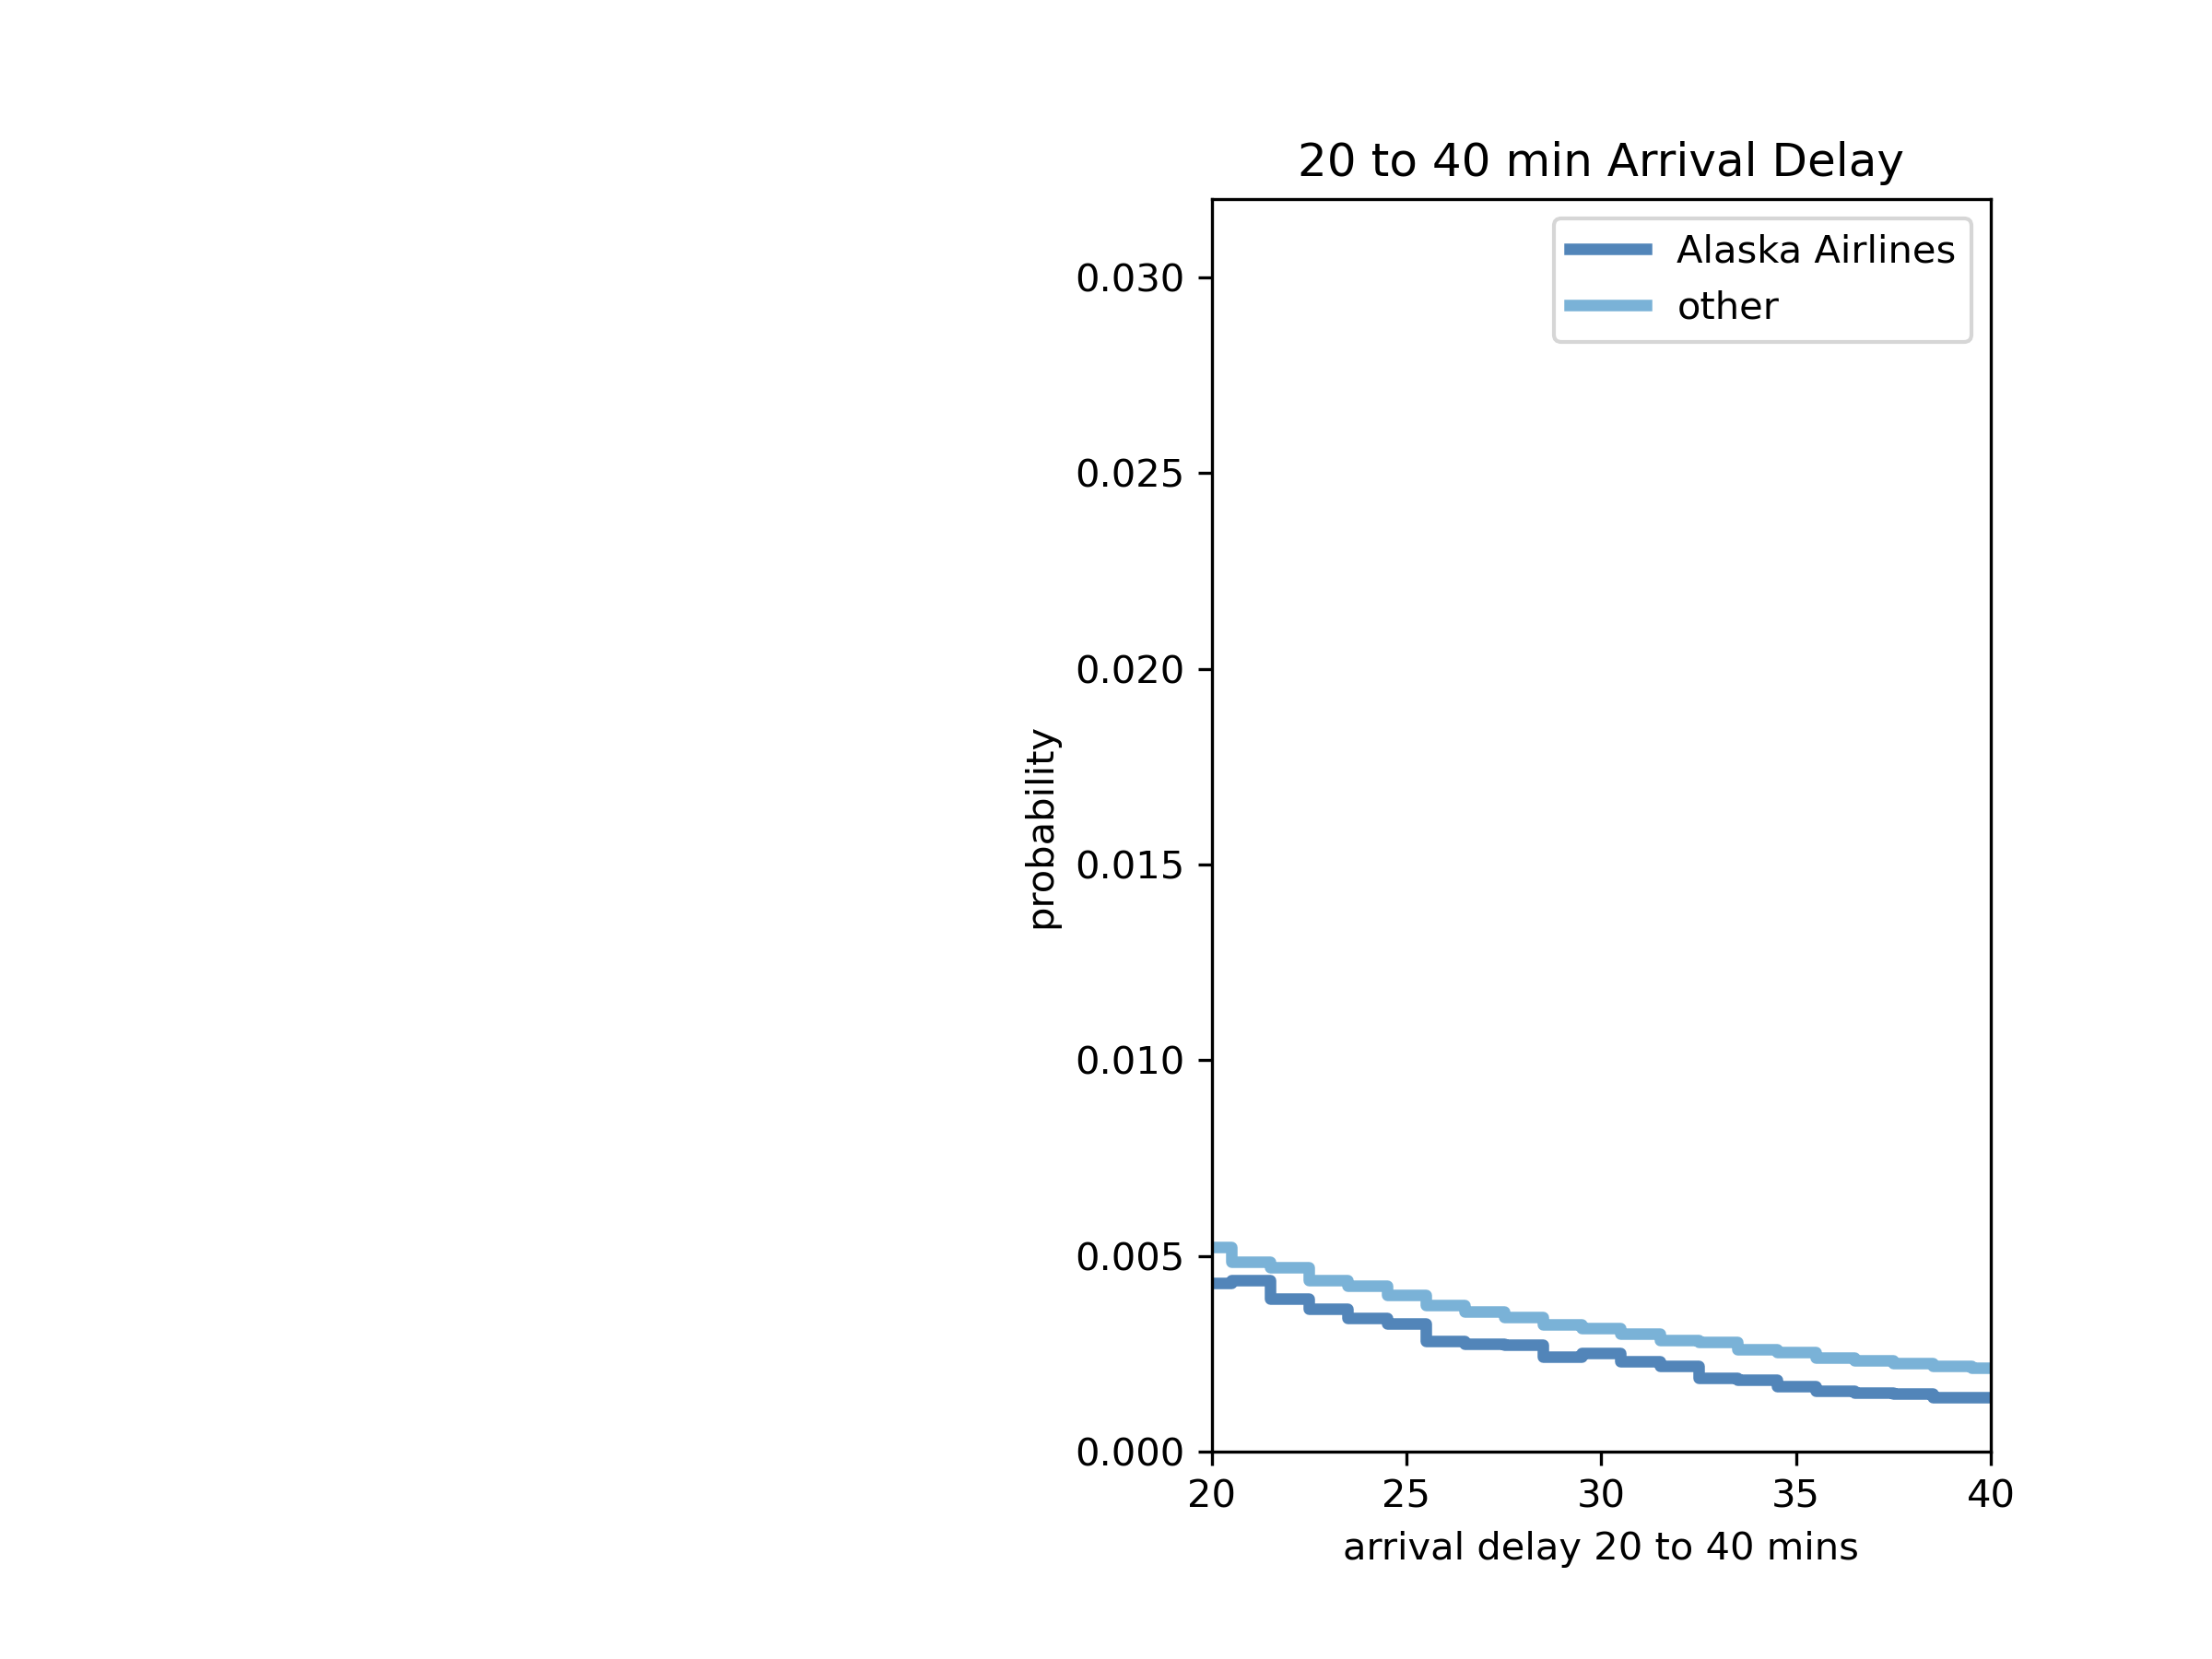 20 to 40 min Arrival Delay
Alaska Airlines
other
0.030
0.025
0.020
0.015
0.010
0.005
0.000
probability
20 25 30 35 40
arrival delay 20 to 40 mins